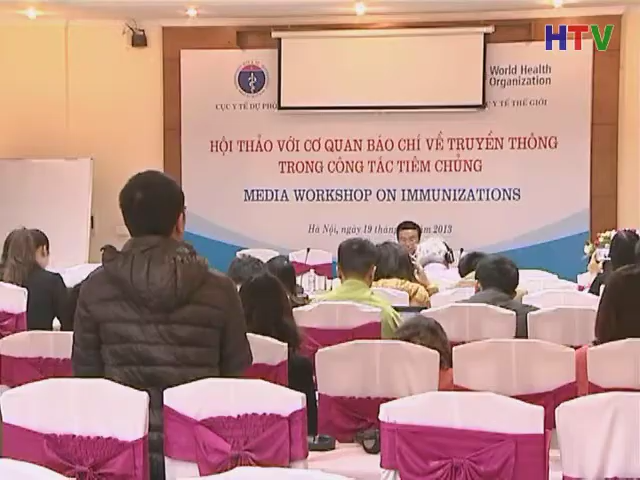 HTV
World Health
Organization
CỤC Y TẾ DỰ PHÒ
C Y TẾ THẾ GIỚI
HỘI THẢO VỚI CƠ QUAN BÁO CHÍ VỀ TRUYỀN THÔNG
TRONG CÔNG TÁC TIÊM CHỦNG
MEDIA WORKSHOP ON IMMUNIZATIONS
Hà Nội, ngày 19 tháng 2013